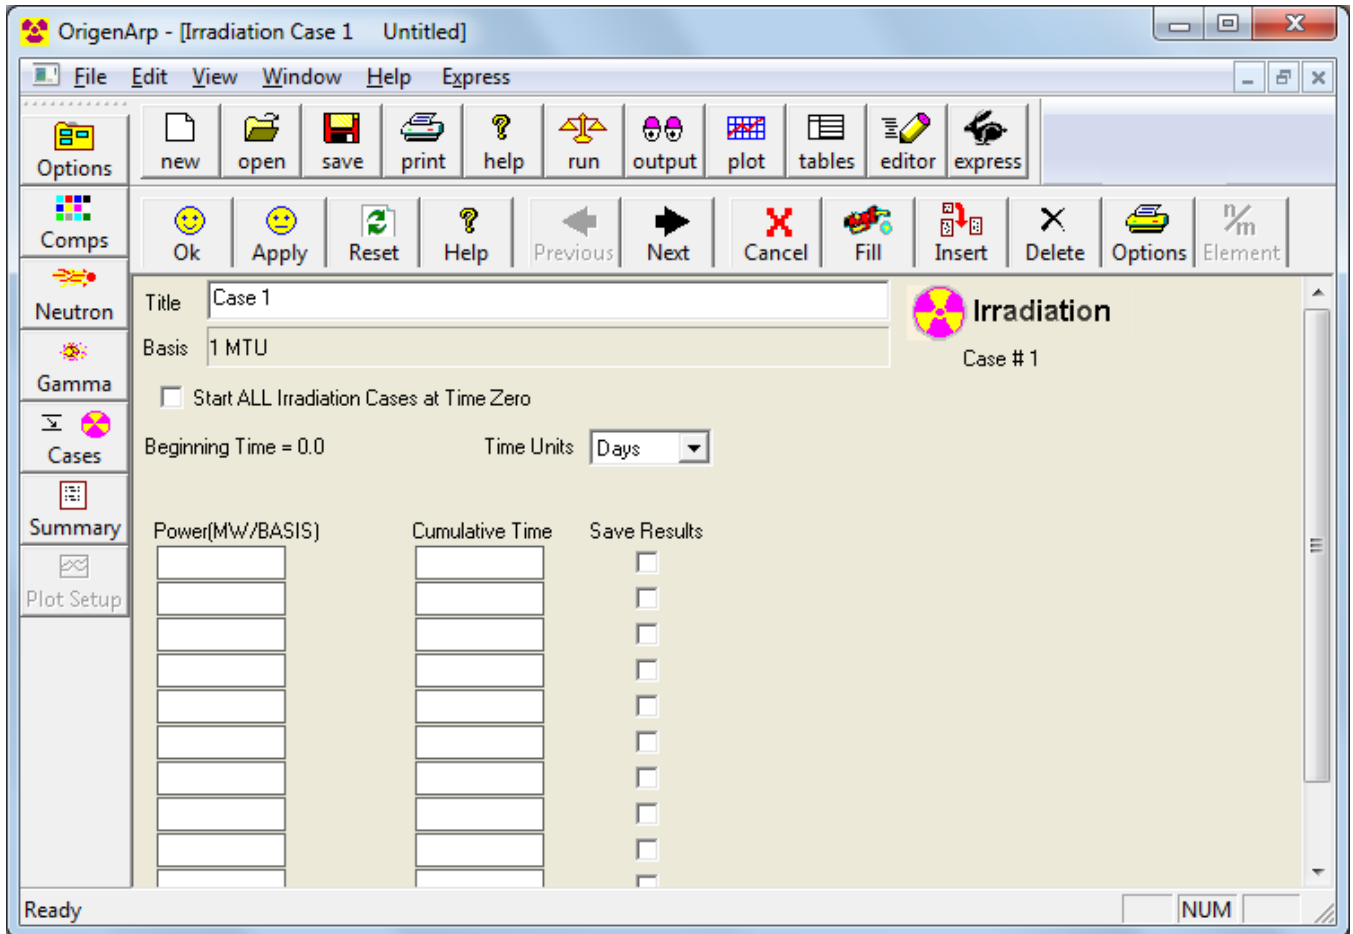 OrigenArp - [Irradiation Case 1 Untitled]
File Edit View Window Help Express
Options
new open save print help run output plot tables editor express
Comps
Ok Apply Reset Help Previous Next Cancel Fill Insert Delete Options n/m Element
Neutron
Gamma
Cases
Summary
Plot Setup
Title Case 1
Irradiation
Basis 1 MTU
Case # 1
Start ALL Irradiation Cases at Time Zero
Beginning Time = 0.0 Time Units Days
Power(MW/BASIS) Cumulative Time Save Results
Ready NUM